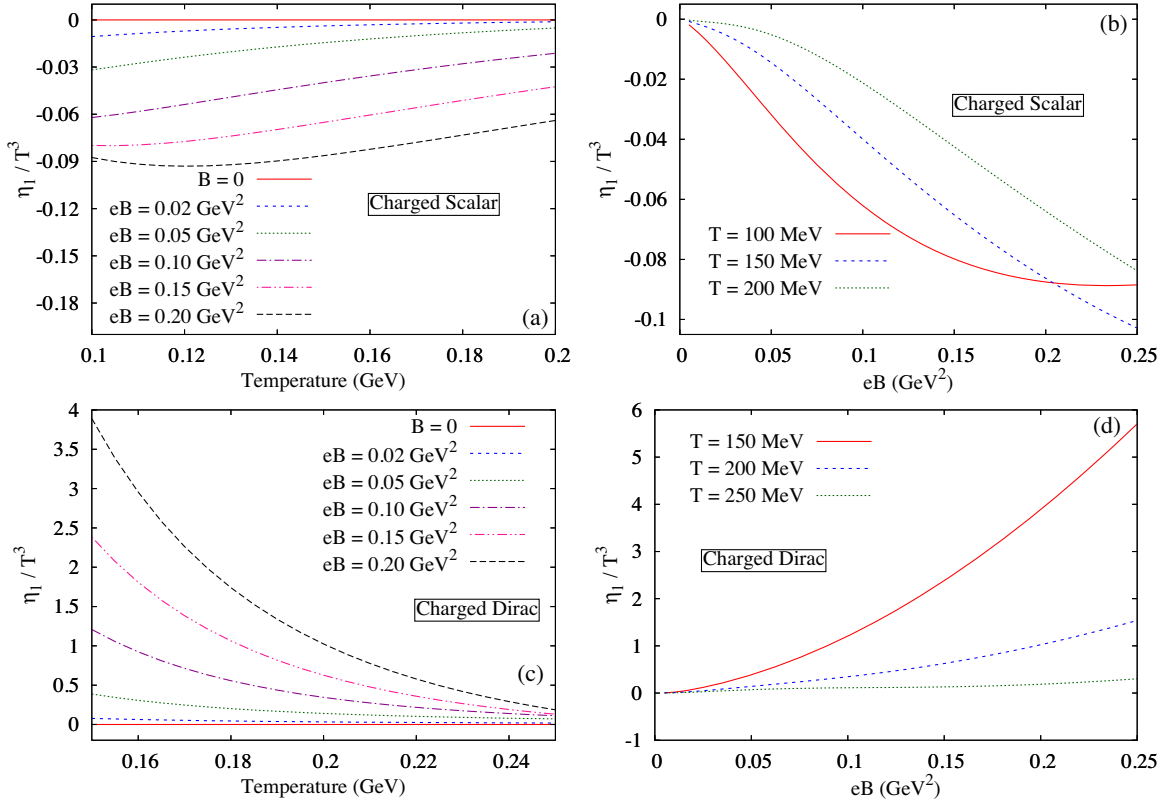 0
-0.03
-0.06
-0.09
-0.12
-0.15
-0.18
η₁ / T³
B = 0
eB = 0.02 GeV²
eB = 0.05 GeV²
eB = 0.10 GeV²
eB = 0.15 GeV²
eB = 0.20 GeV²
Charged Scalar
(a)
0.1 0.12 0.14 0.16 0.18 0.2
Temperature (GeV)
0
-0.02
-0.04
-0.06
-0.08
-0.1
η₁ / T³
(b)
Charged Scalar
T = 100 MeV
T = 150 MeV
T = 200 MeV
0 0.05 0.1 0.15 0.2 0.25
eB (GeV²)
4
3.5
3
2.5
2
1.5
1
0.5
0
η₁ / T³
B = 0
eB = 0.02 GeV²
eB = 0.05 GeV²
eB = 0.10 GeV²
eB = 0.15 GeV²
eB = 0.20 GeV²
Charged Dirac
(c)
0.16 0.18 0.2 0.22 0.24
Temperature (GeV)
6
5
4
3
2
1
0
-1
η₁ / T³
(d)
T = 150 MeV
T = 200 MeV
T = 250 MeV
Charged Dirac
0 0.05 0.1 0.15 0.2 0.25
eB (GeV²)